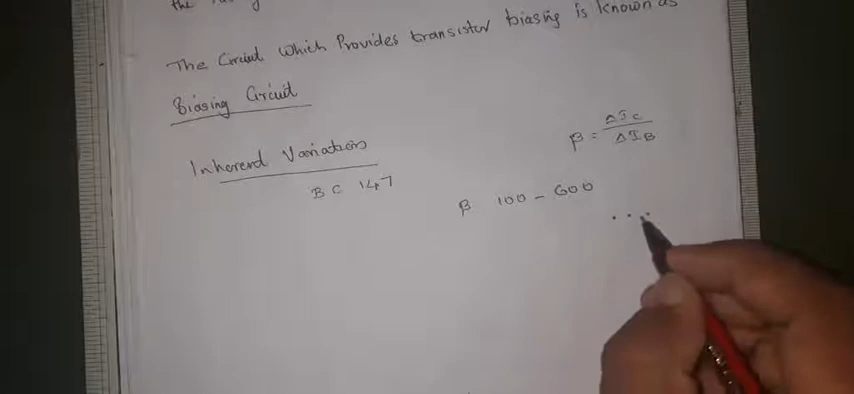 the
The Circuit which Provides transistor biasing is known as
Biasing Circuit
Inherent Variations
β = ΔIC / ΔIB
BC 147
β 100 - 600